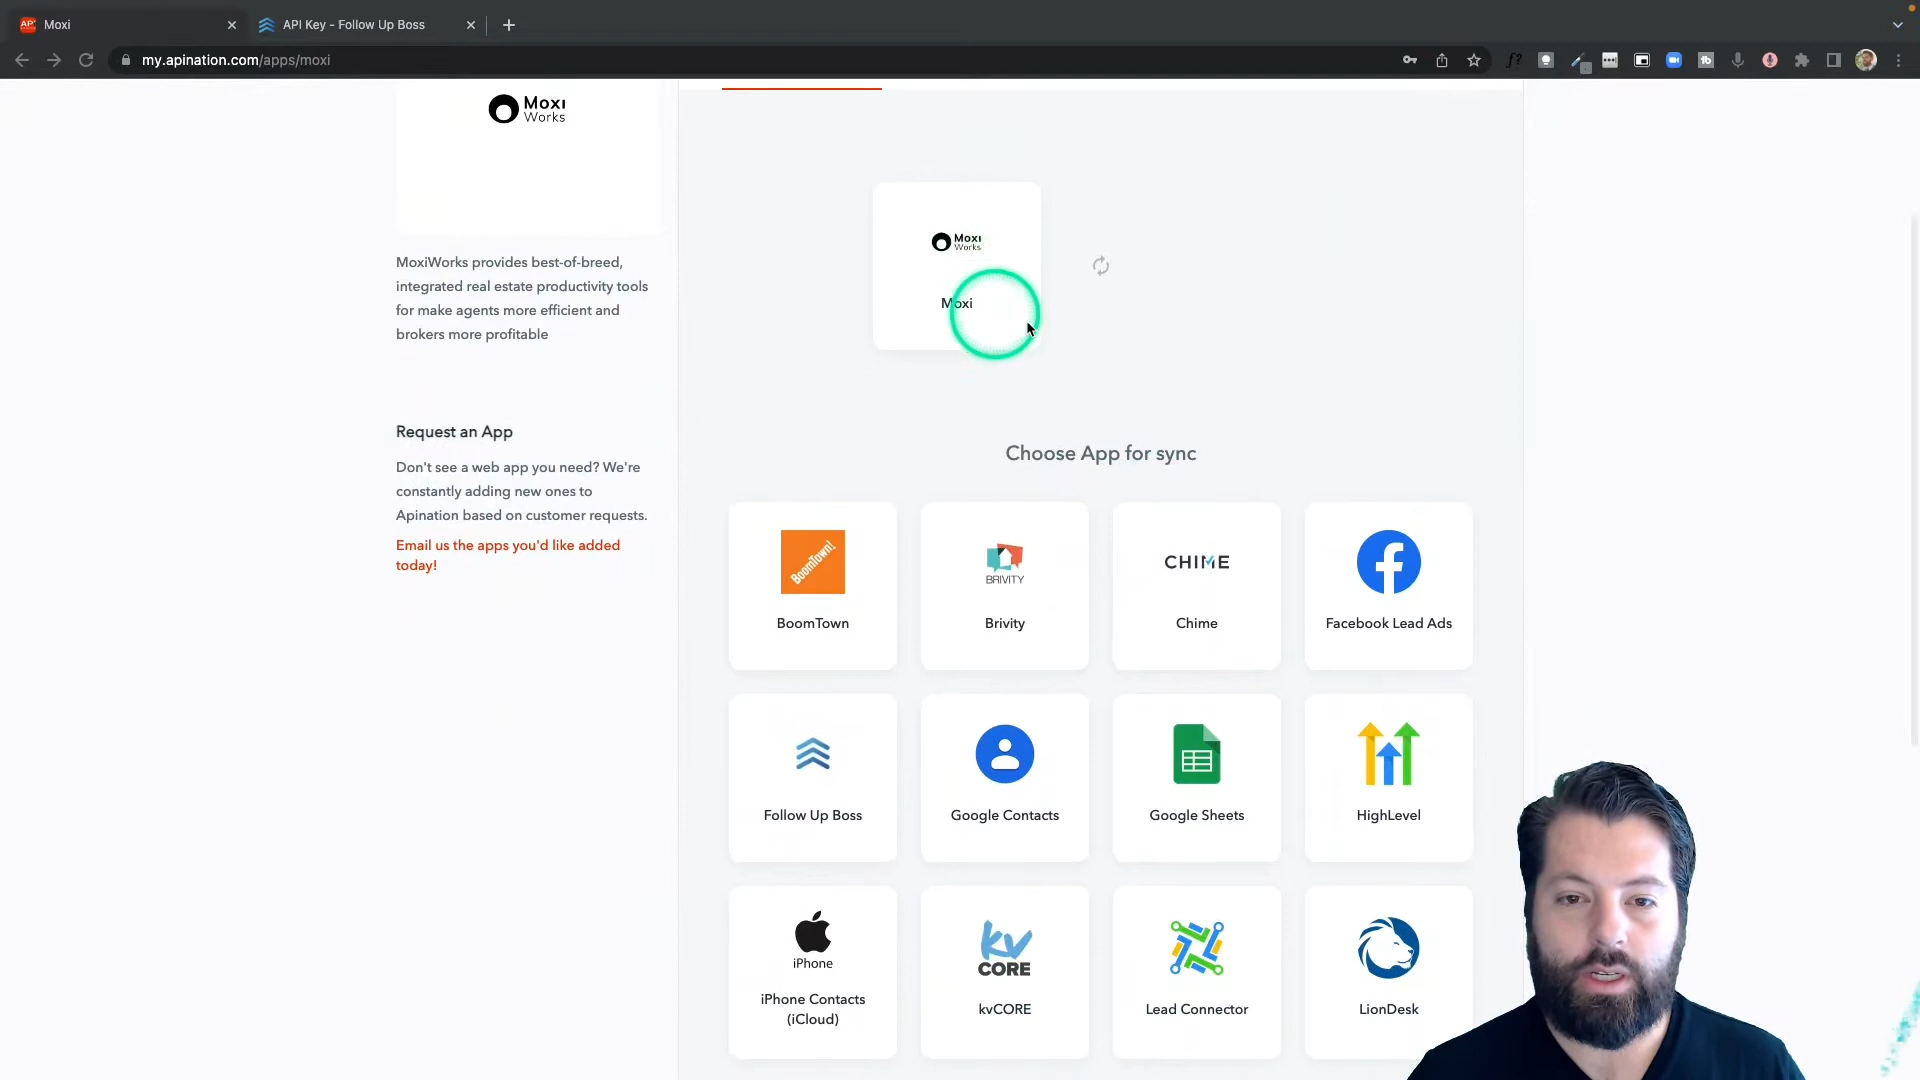 Moxi
API Key - Follow Up Boss
my.apination.com/apps/moxi
Moxi
Works
MoxiWorks provides best-of-breed,
integrated real estate productivity tools
for make agents more efficient and
brokers more profitable
Request an App
Don't see a web app you need? We're
constantly adding new ones to
Apination based on customer requests.
Email us the apps you'd like added
today!
Moxi
Works
Moxi
Choose App for sync
BoomTown!
BoomTown
BRIVITY
Brivity
CHIME
Chime
Facebook Lead Ads
Follow Up Boss
Google Contacts
Google Sheets
HighLevel
iPhone
iPhone Contacts
(iCloud)
kv
CORE
kvCORE
Lead Connector
LionDesk